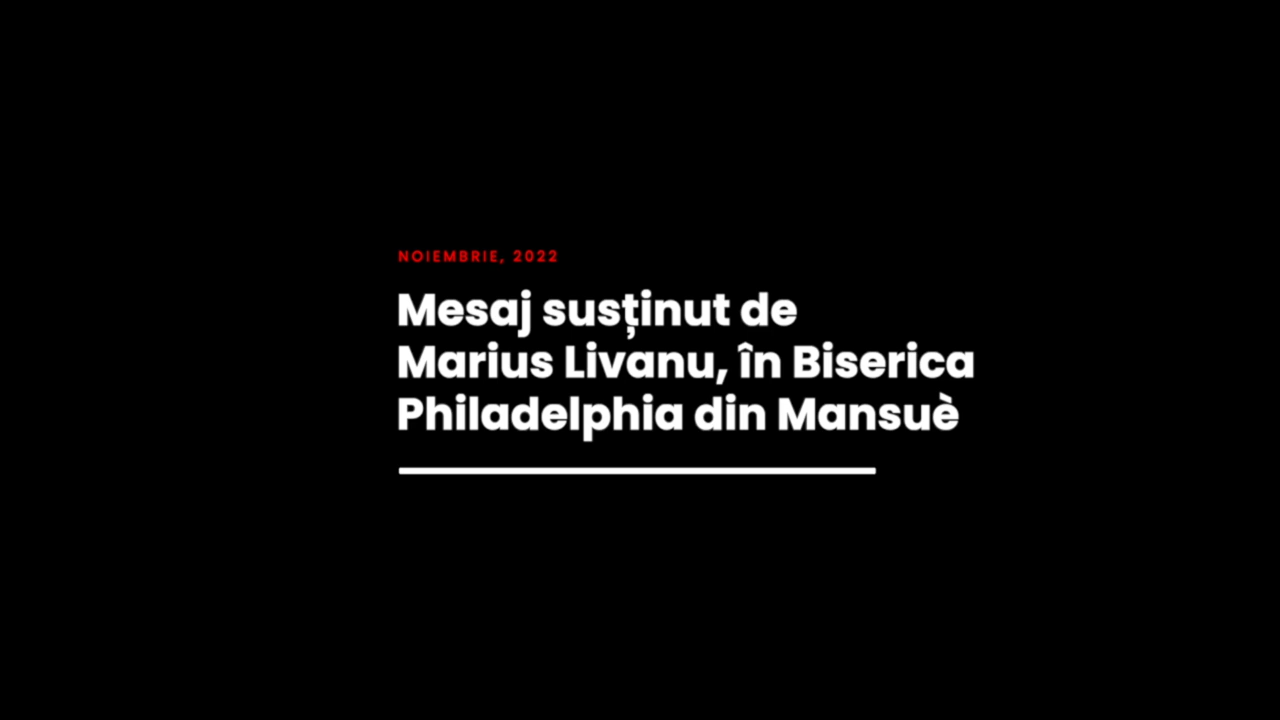 NOIEMBRIE, 2022
Mesaj susținut de
Marius Livanu, în Biserica
Philadelphia din Mansuè